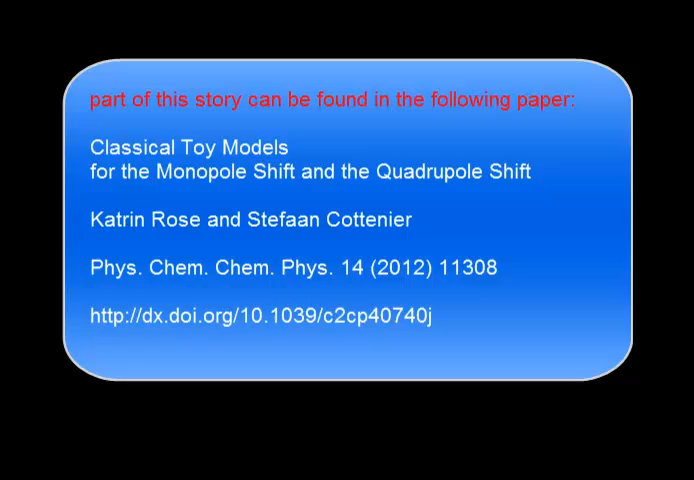 part of this story can be found in the following paper:
Classical Toy Models
for the Monopole Shift and the Quadrupole Shift
Katrin Rose and Stefaan Cottenier
Phys. Chem. Chem. Phys. 14 (2012) 11308
http://dx.doi.org/10.1039/c2cp40740j